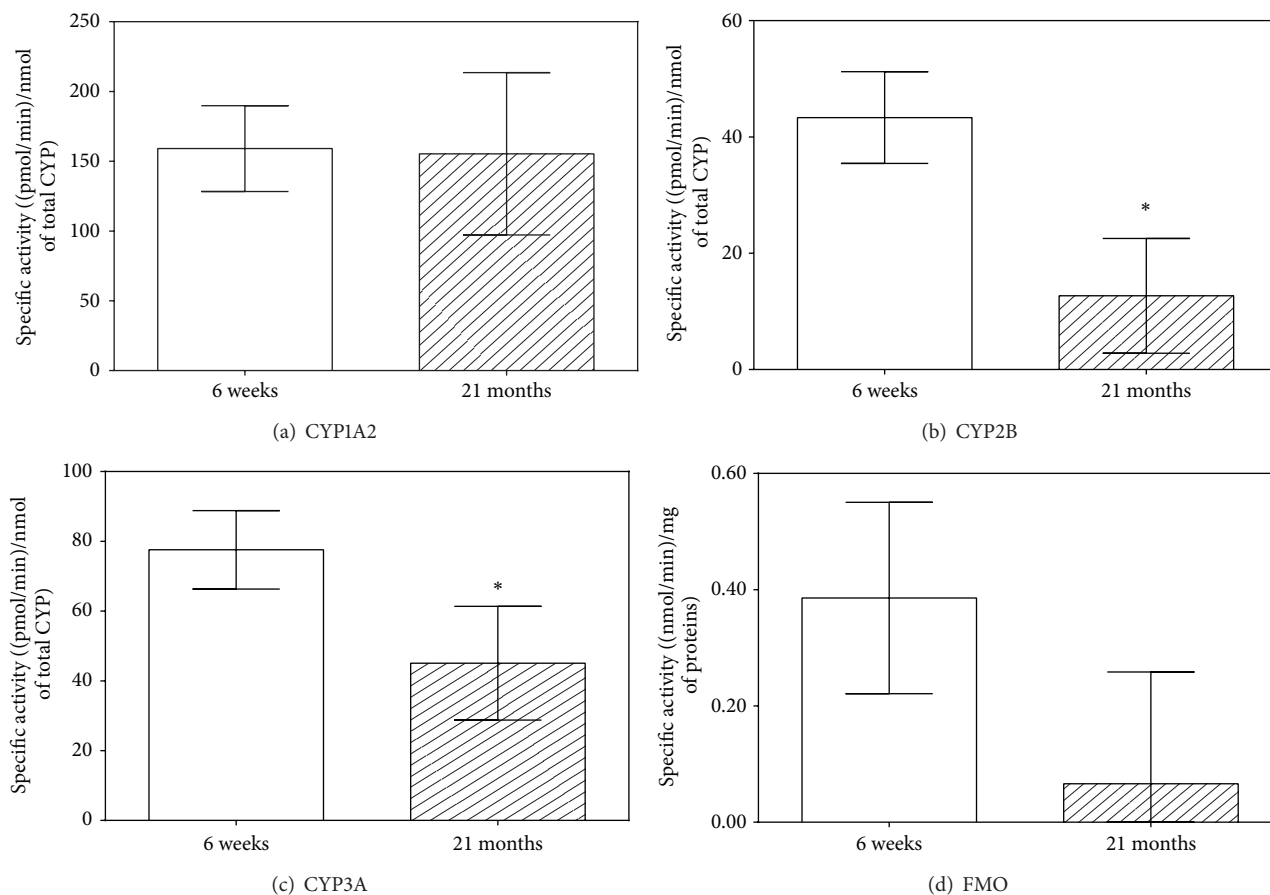 Specific activity ((pmol/min)/nmol
of total CYP)
250
200
150
100
50
0
6 weeks
21 months
(a) CYP1A2
Specific activity ((pmol/min)/nmol
of total CYP)
60
40
20
0
*
6 weeks
21 months
(b) CYP2B
Specific activity ((pmol/min)/nmol
of total CYP)
100
80
60
40
20
0
*
6 weeks
21 months
(c) CYP3A
Specific activity ((nmol/min)/mg
of proteins)
0.60
0.40
0.20
0.00
6 weeks
21 months
(d) FMO